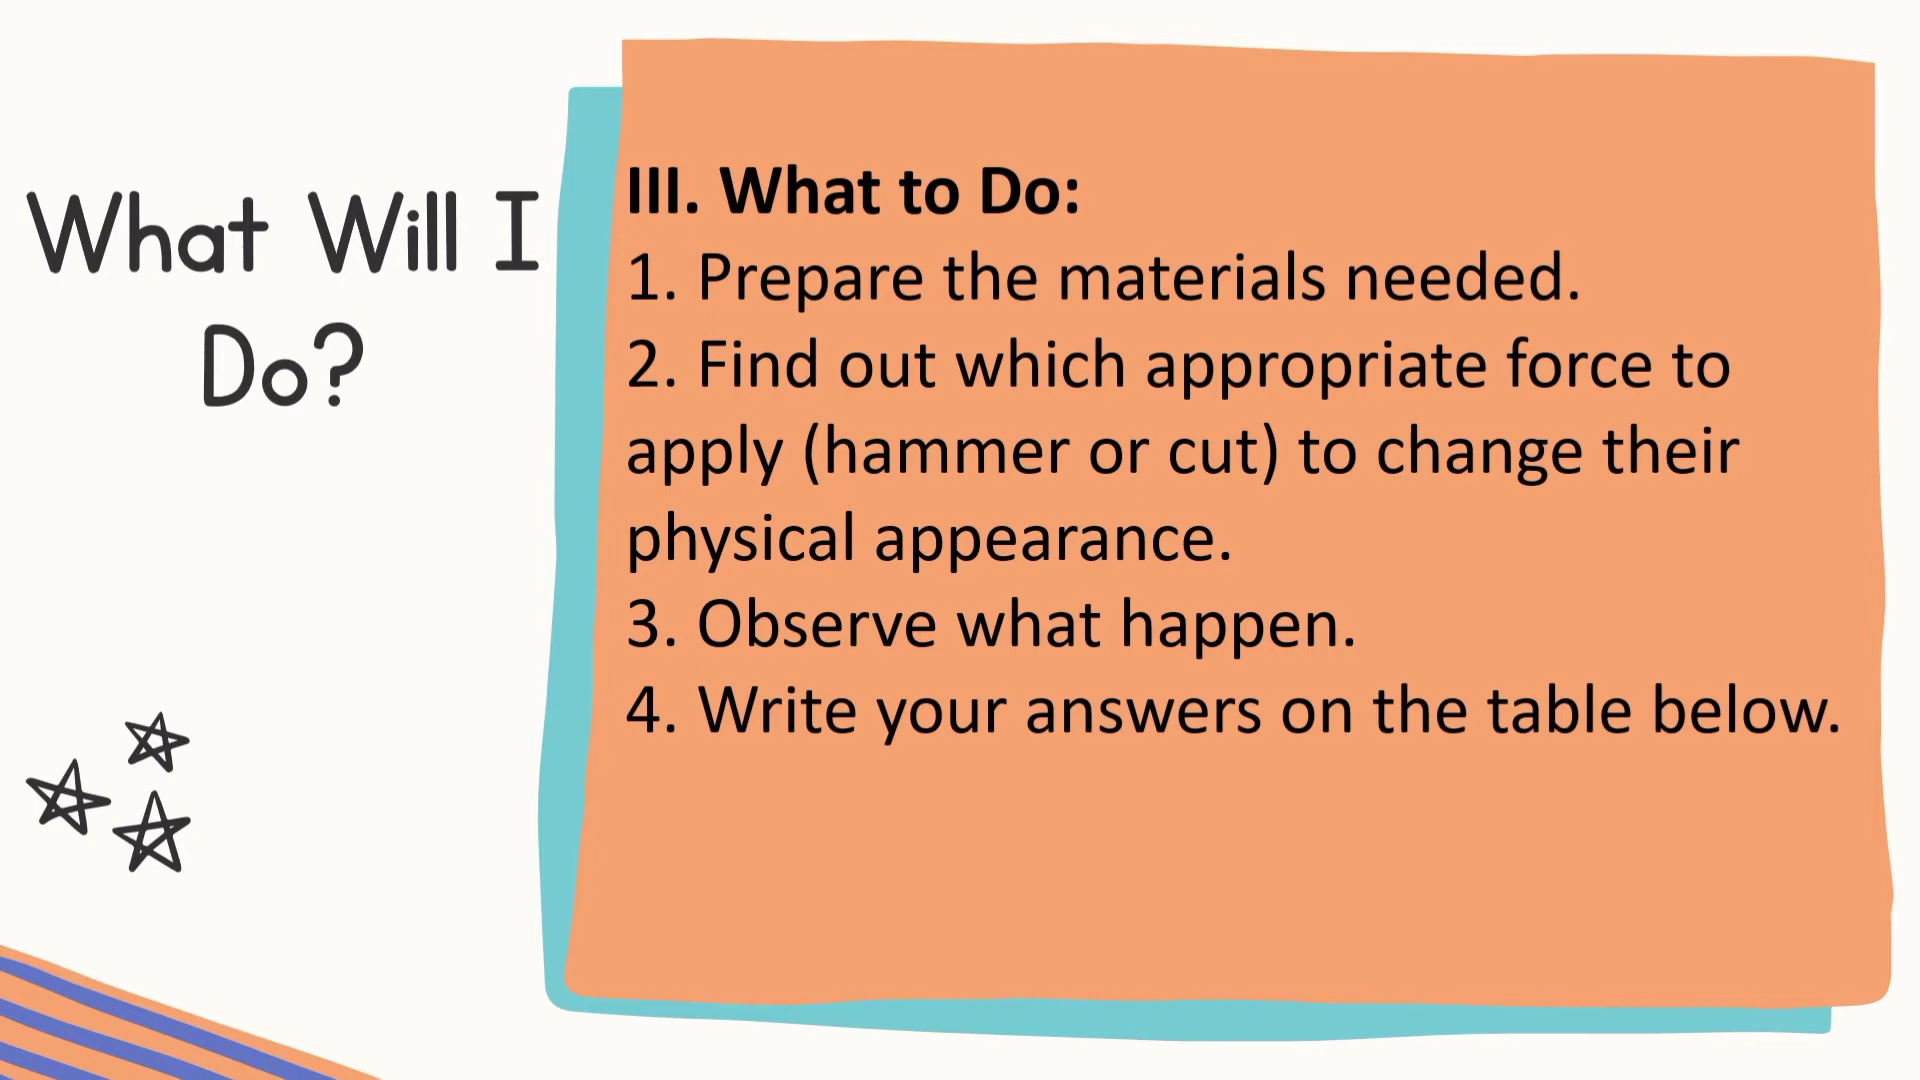 What Will I
Do?
III. What to Do:
1. Prepare the materials needed.
2. Find out which appropriate force to
apply (hammer or cut) to change their
physical appearance.
3. Observe what happen.
4. Write your answers on the table below.